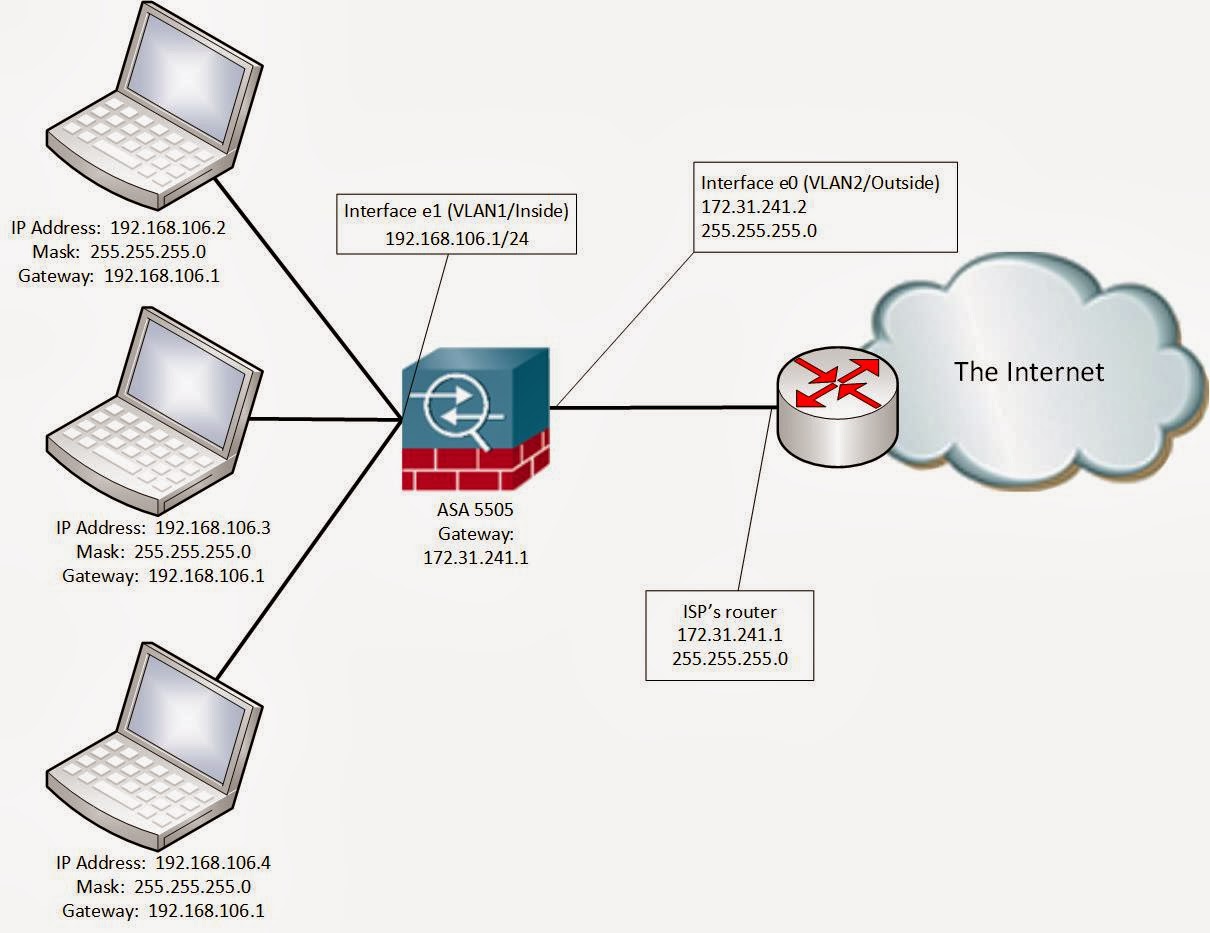 IP Address: 192.168.106.2
Mask: 255.255.255.0
Gateway: 192.168.106.1
Interface e1 (VLAN1/Inside)
192.168.106.1/24
Interface e0 (VLAN2/Outside)
172.31.241.2
255.255.255.0
The Internet
IP Address: 192.168.106.3
Mask: 255.255.255.0
Gateway: 192.168.106.1
ASA 5505
Gateway:
172.31.241.1
ISP's router
172.31.241.1
255.255.255.0
IP Address: 192.168.106.4
Mask: 255.255.255.0
Gateway: 192.168.106.1